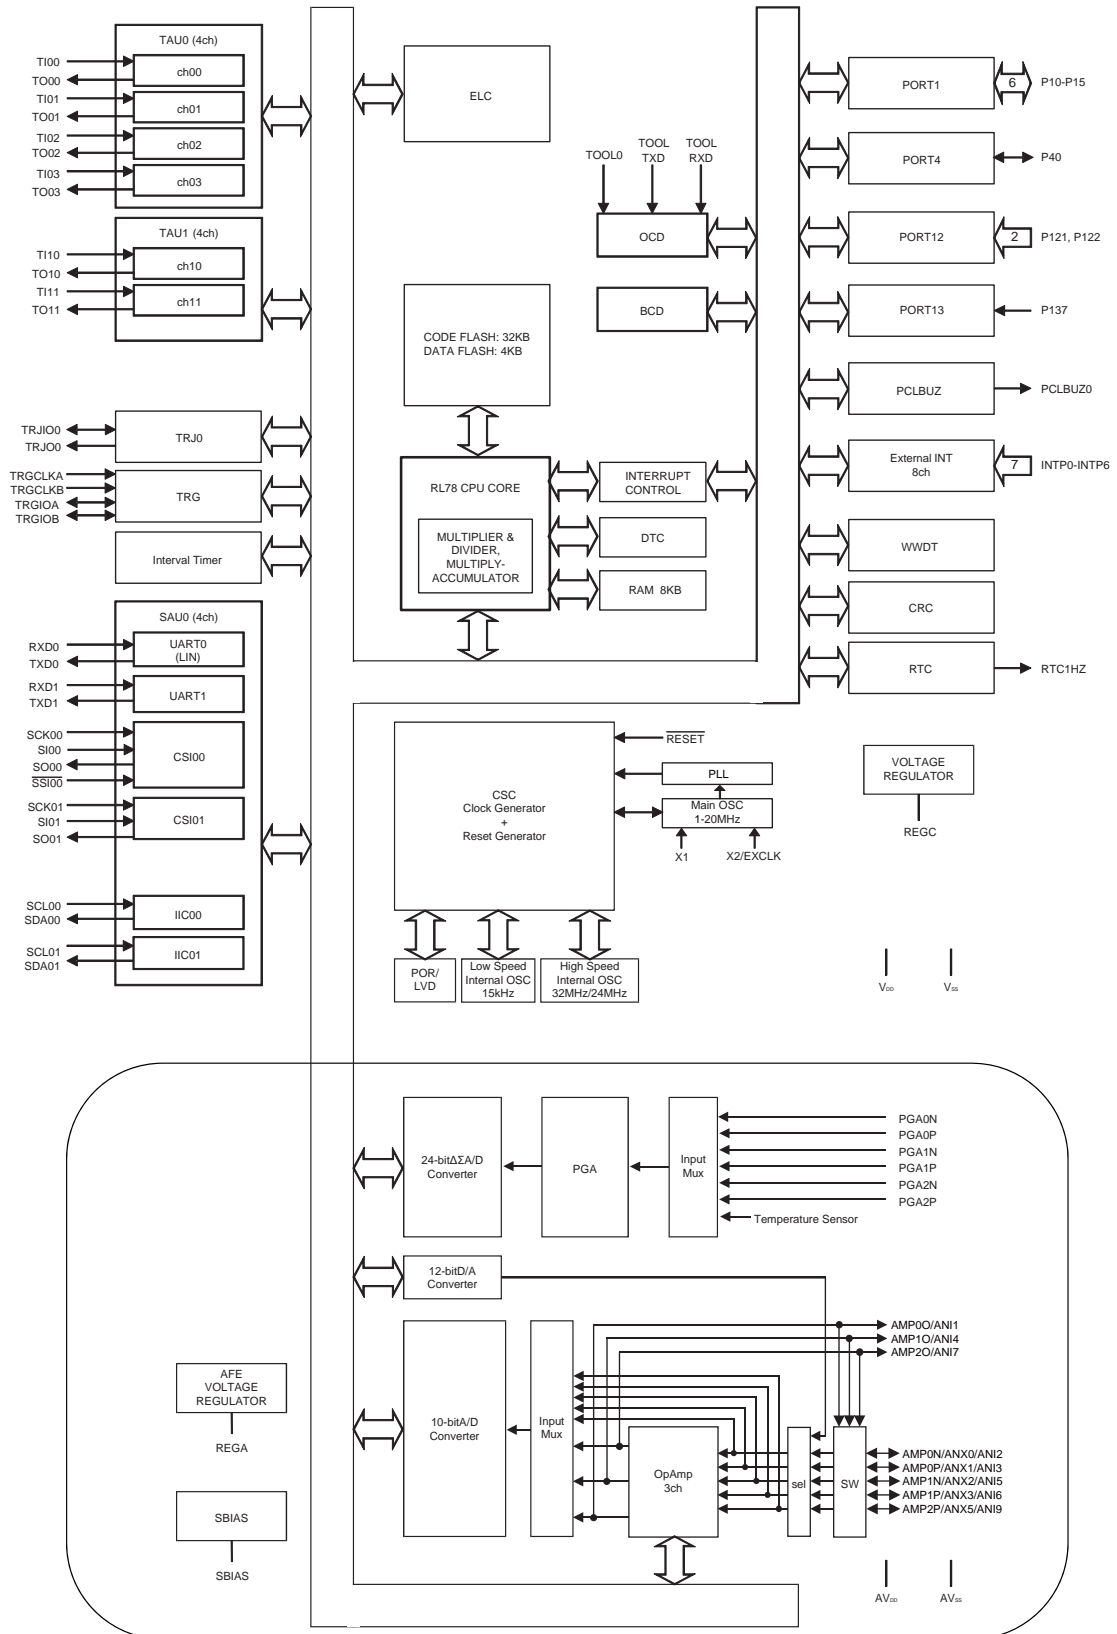 TAU0 (4ch)
TI00
TO00
ch00
TI01
TO01
ch01
TI02
TO02
ch02
TI03
TO03
ch03
TAU1 (4ch)
TI10
TO10
ch10
TI11
TO11
ch11
TRJIO0
TRJO0
TRJ0
TRGCLKA
TRGCLKB
TRGIOA
TRGIOB
TRG
Interval Timer
SAU0 (4ch)
RXD0
TXD0
UART0
(LIN)
RXD1
TXD1
UART1
SCK00
SI00
SO00
SSI00
CSI00
SCK01
SI01
SO01
CSI01
SCL00
SDA00
IIC00
SCL01
SDA01
IIC01
ELC
TOOL0
TOOL
TXD
TOOL
RXD
OCD
BCD
CODE FLASH: 32KB
DATA FLASH: 4KB
RL78 CPU CORE
MULTIPLIER &
DIVIDER,
MULTIPLY-
ACCUMULATOR
INTERRUPT
CONTROL
DTC
RAM 8KB
PORT1
6
P10-P15
PORT4
P40
PORT12
2
P121, P122
PORT13
P137
PCLBUZ
PCLBUZ0
External INT
8ch
7
INTP0-INTP6
WWDT
CRC
RTC
RTC1HZ
CSC
Clock Generator
+
Reset Generator
RESET
PLL
Main OSC
1-20MHz
X1
X2/EXCLK
POR/
LVD
Low Speed
Internal OSC
15kHz
High Speed
Internal OSC
32MHz/24MHz
VOLTAGE
REGULATOR
REGC
VDD
VSS
24-bitΔΣA/D
Converter
PGA
Input
Mux
PGA0N
PGA0P
PGA1N
PGA1P
PGA2N
PGA2P
Temperature Sensor
12-bitD/A
Converter
10-bitA/D
Converter
Input
Mux
OpAmp
3ch
sel
SW
AMP0O/ANI1
AMP1O/ANI4
AMP2O/ANI7
AMP0N/ANX0/ANI2
AMP0P/ANX1/ANI3
AMP1N/ANX2/ANI5
AMP1P/ANX3/ANI6
AMP2P/ANX5/ANI9
AFE
VOLTAGE
REGULATOR
REGA
SBIAS
SBIAS
AVDD
AVSS